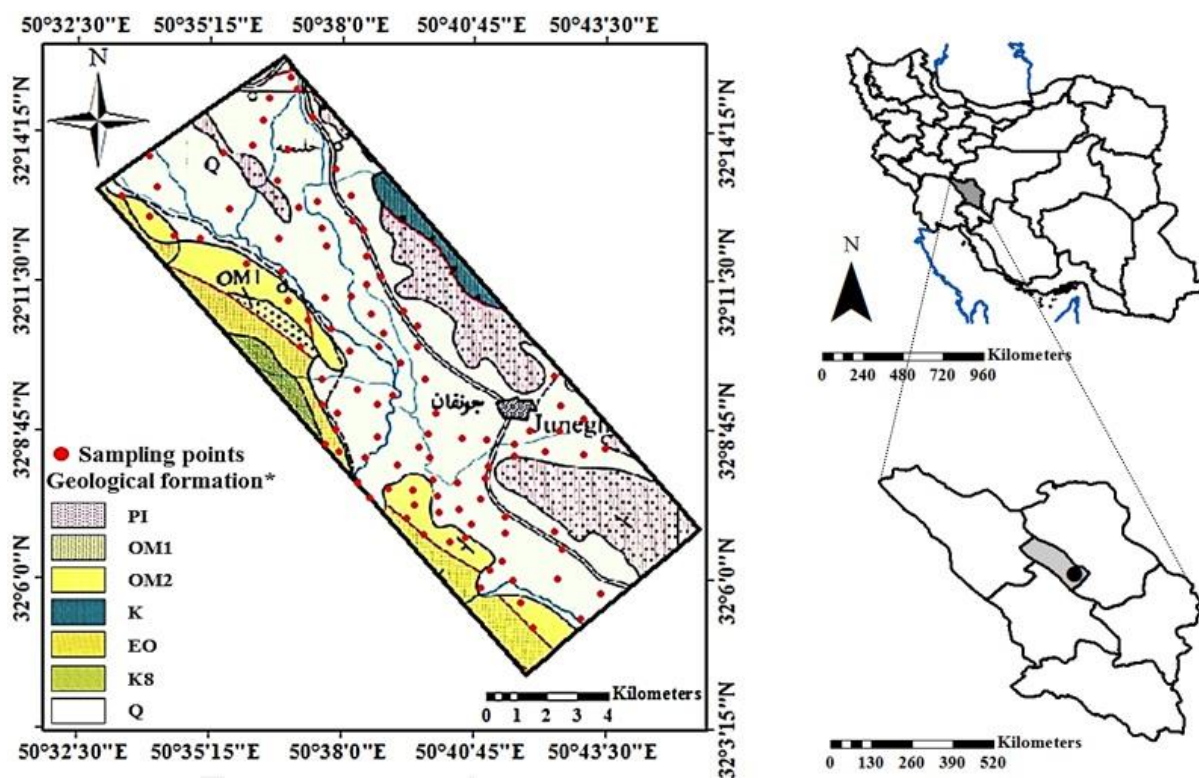 50°32'30"E 50°35'15"E 50°38'0"E 50°40'45"E 50°43'30"E
N
32°14'15"N
32°11'30"N
32°8'45"N
32°6'0"N
32°14'15"N
32°11'30"N
32°8'45"N
32°6'0"N
32°3'15"N
Q
OM1
جونقان
Junegh
Sampling points
Geological formation*
PI
OM1
OM2
K
EO
K8
Q
Kilometers
0 1 2 3 4
50°32'30"E 50°35'15"E 50°38'0"E 50°40'45"E 50°43'30"E
N
Kilometers
0 240 480 720 960
Kilometers
0 130 260 390 520